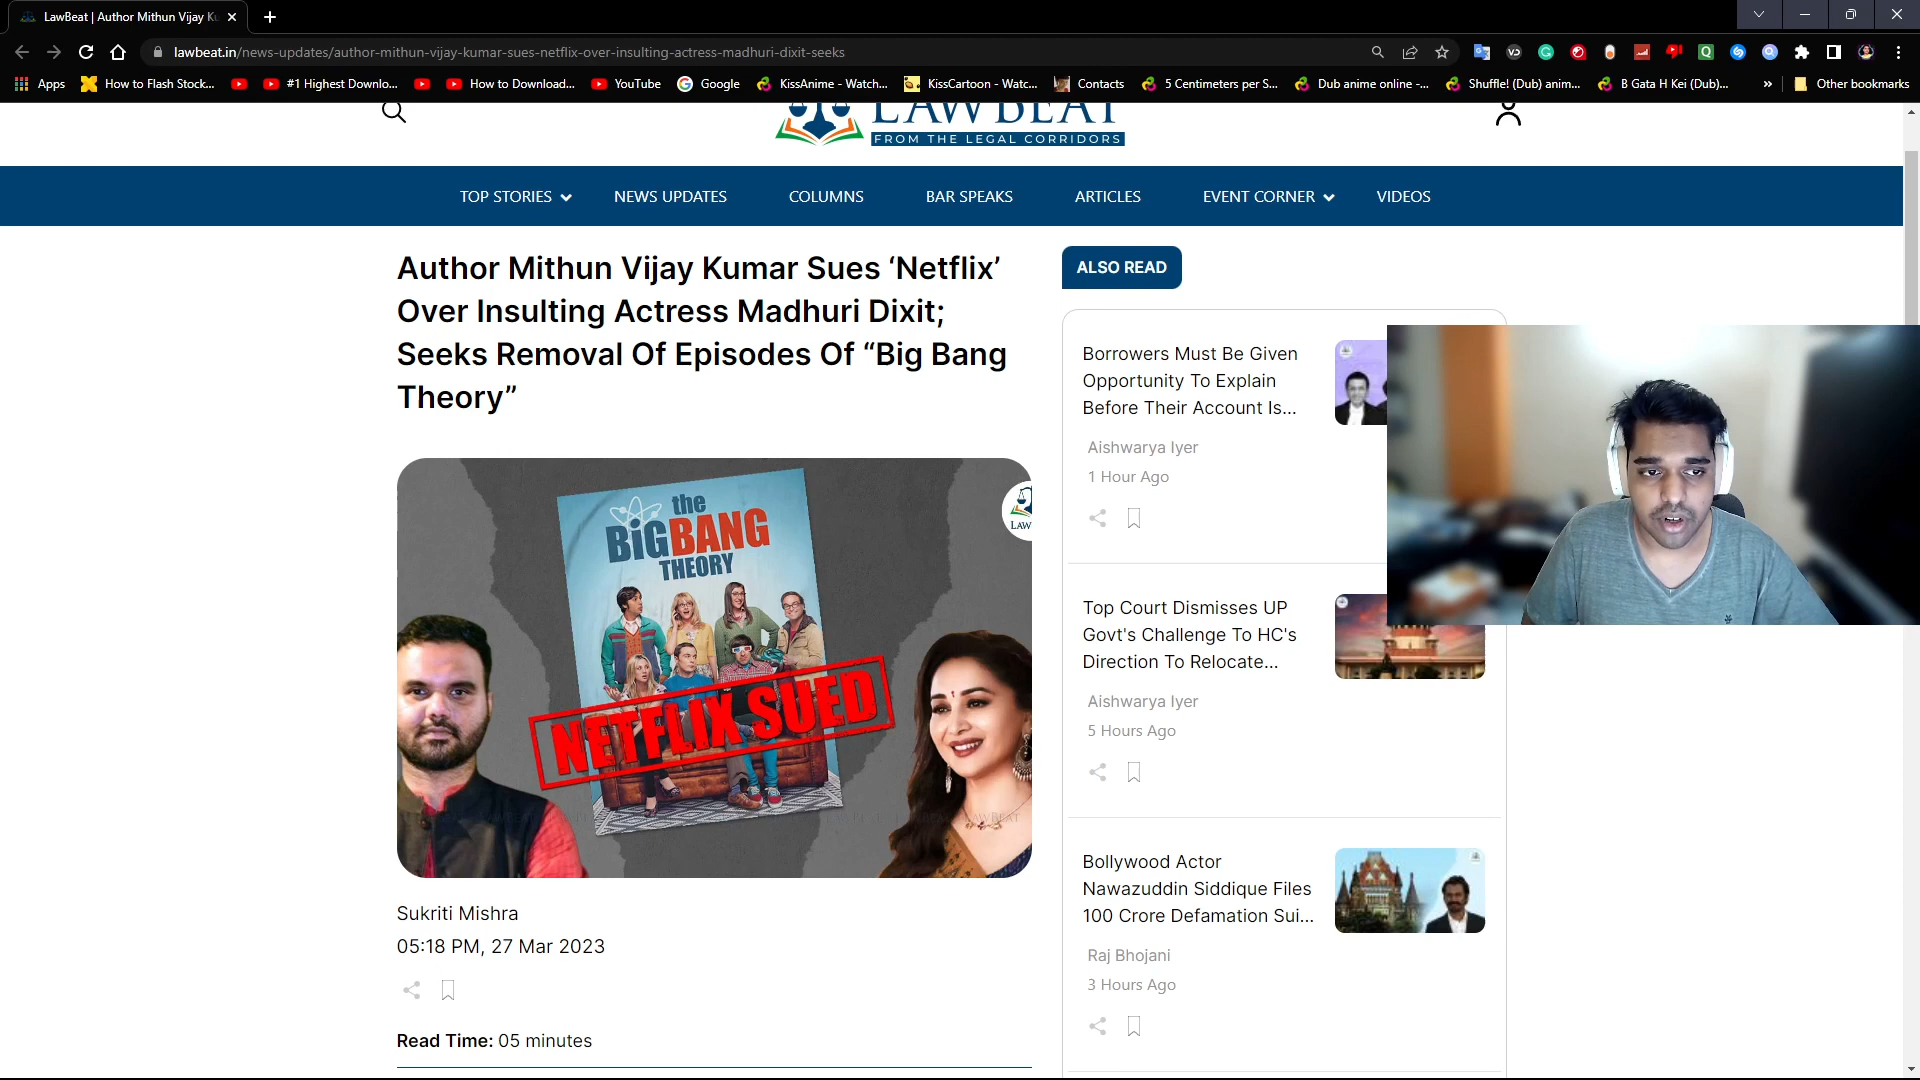 LawBeat | Author Mithun Vijay Ku
lawbeat.in/news-updates/author-mithun-vijay-kumar-sues-netflix-over-insulting-actress-madhuri-dixit-seeks
Apps
How to Flash Stock...
#1 Highest Downlo...
How to Download...
YouTube
Google
KissAnime - Watch...
KissCartoon - Watc...
Contacts
5 Centimeters per S...
Dub anime online -...
Shuffle! (Dub) anim...
B Gata H Kei (Dub)...
»
Other bookmarks
LAWBEAT
FROM THE LEGAL CORRIDORS
TOP STORIES
NEWS UPDATES
COLUMNS
BAR SPEAKS
ARTICLES
EVENT CORNER
VIDEOS
Author Mithun Vijay Kumar Sues ‘Netflix’
Over Insulting Actress Madhuri Dixit;
Seeks Removal Of Episodes Of “Big Bang
Theory”
the
BiGBANG
THEORY
NETFLIX SUED
LAW
LAWBEAT
Sukriti Mishra
05:18 PM, 27 Mar 2023
Read Time: 05 minutes
ALSO READ
Borrowers Must Be Given
Opportunity To Explain
Before Their Account Is...
Aishwarya Iyer
1 Hour Ago
Top Court Dismisses UP
Govt's Challenge To HC's
Direction To Relocate...
Aishwarya Iyer
5 Hours Ago
Bollywood Actor
Nawazuddin Siddique Files
100 Crore Defamation Sui...
Raj Bhojani
3 Hours Ago